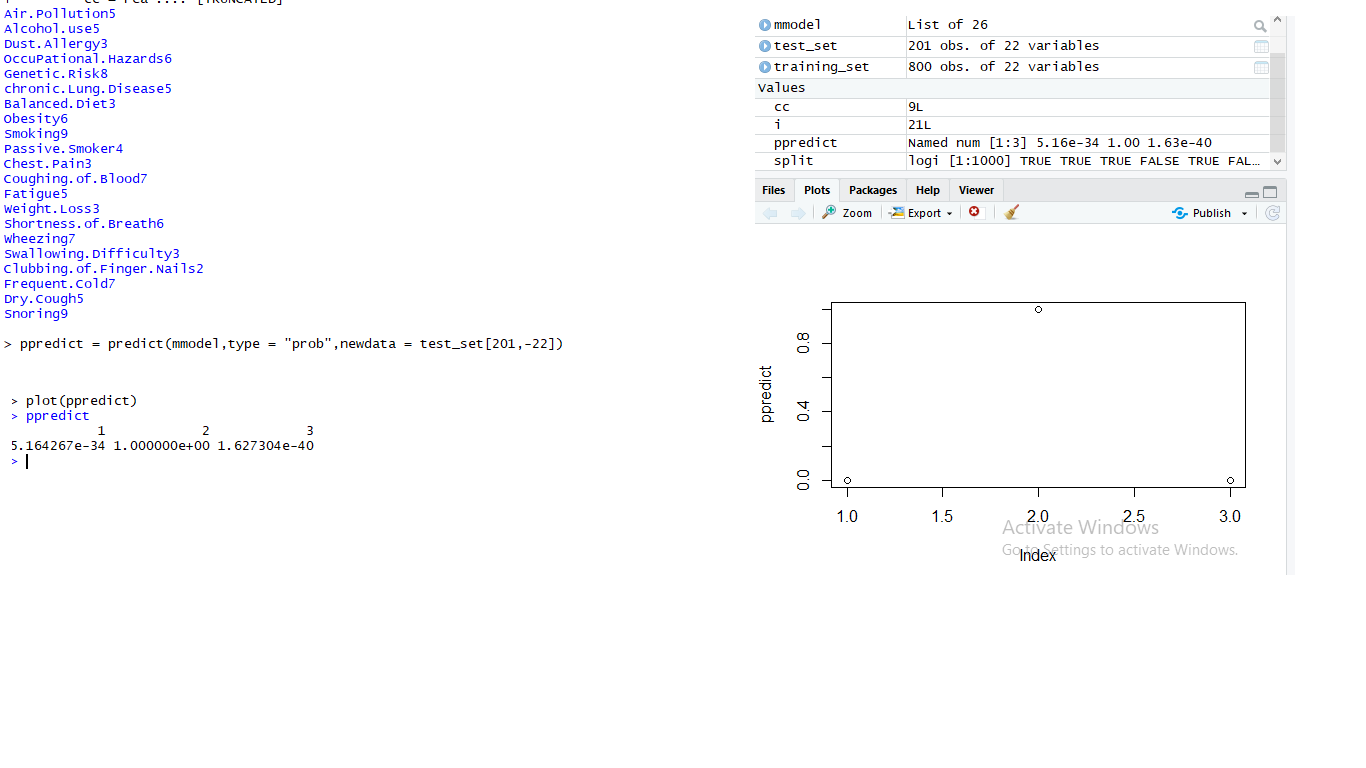 cc = rea .... [TRUNCATED]
Air.Pollution5
Alcohol.use5
Dust.Allergy3
OccuPational.Hazards6
Genetic.Risk8
chronic.Lung.Disease5
Balanced.Diet3
Obesity6
Smoking9
Passive.Smoker4
Chest.Pain3
Coughing.of.Blood7
Fatigue5
Weight.Loss3
Shortness.of.Breath6
Wheezing7
Swallowing.Difficulty3
Clubbing.of.Finger.Nails2
Frequent.Cold7
Dry.Cough5
Snoring9
> ppredict = predict(mmodel,type = "prob",newdata = test_set[201,-22])
> plot(ppredict)
> ppredict
1 2 3
5.164267e-34 1.000000e+00 1.627304e-40
>
mmodel List of 26
test_set 201 obs. of 22 variables
training_set 800 obs. of 22 variables
Values
cc 9L
i 21L
ppredict Named num [1:3] 5.16e-34 1.00 1.63e-40
split logi [1:1000] TRUE TRUE TRUE FALSE TRUE FAL...
Files Plots Packages Help Viewer
Zoom Export Publish
ppredict
0.8
0.4
0.0
1.0 1.5 2.0 2.5 3.0
Index
Activate Windows
Go to Settings to activate Windows.